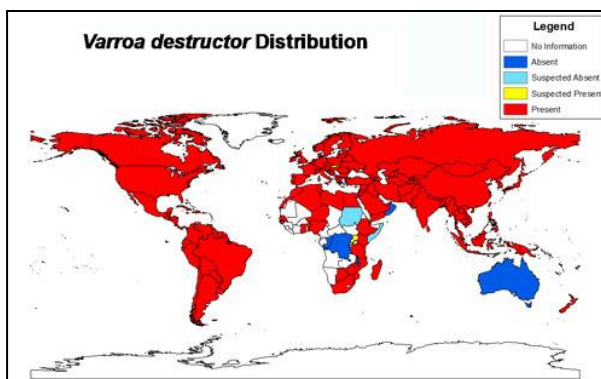 Varroa destructor Distribution
Legend
No Information
Absent
Suspected Absent
Suspected Present
Present